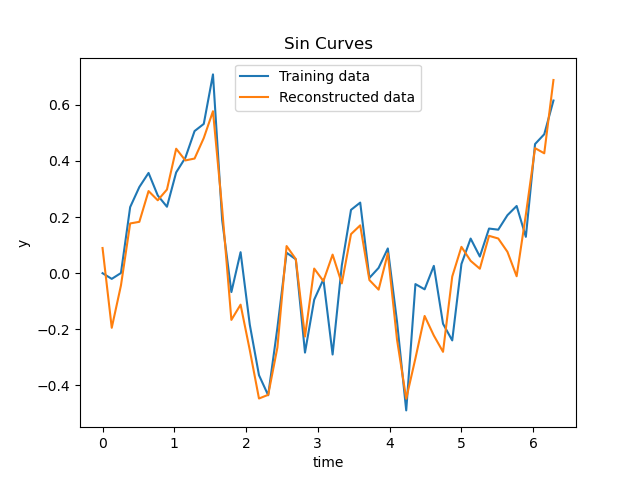 Sin Curves
Training data
Reconstructed data
0.6
0.4
0.2
0.0
−0.2
−0.4
y
0 1 2 3 4 5 6
time